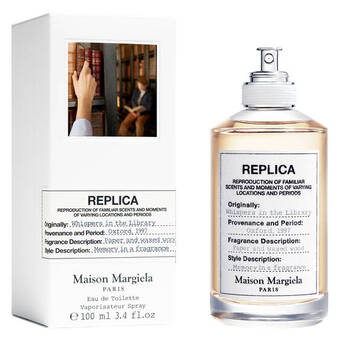 REPLICA
REPRODUCTION OF FAMILIAR
SCENTS AND MOMENTS
OF VARYING LOCATIONS AND PERIODS
Originally:
Whispers in the Library
Provenance and Period:
Oxford, 1997
Fragrance Description:
Paper and waxed wood
Style Description:
Memory in a fragrance
Maison Margiela
PARIS
Eau de Toilette
Vaporisateur Spray
℮ 100 ml 3.4 fl.oz
REPLICA
REPRODUCTION OF FAMILIAR
SCENTS AND MOMENTS OF VARYING
LOCATIONS AND PERIODS
Originally:
Whispers in the Library
Provenance and Period:
Oxford, 1997
Fragrance Description:
Paper and waxed wood
Style Description:
Memory in a fragrance
Maison Margiela
PARIS